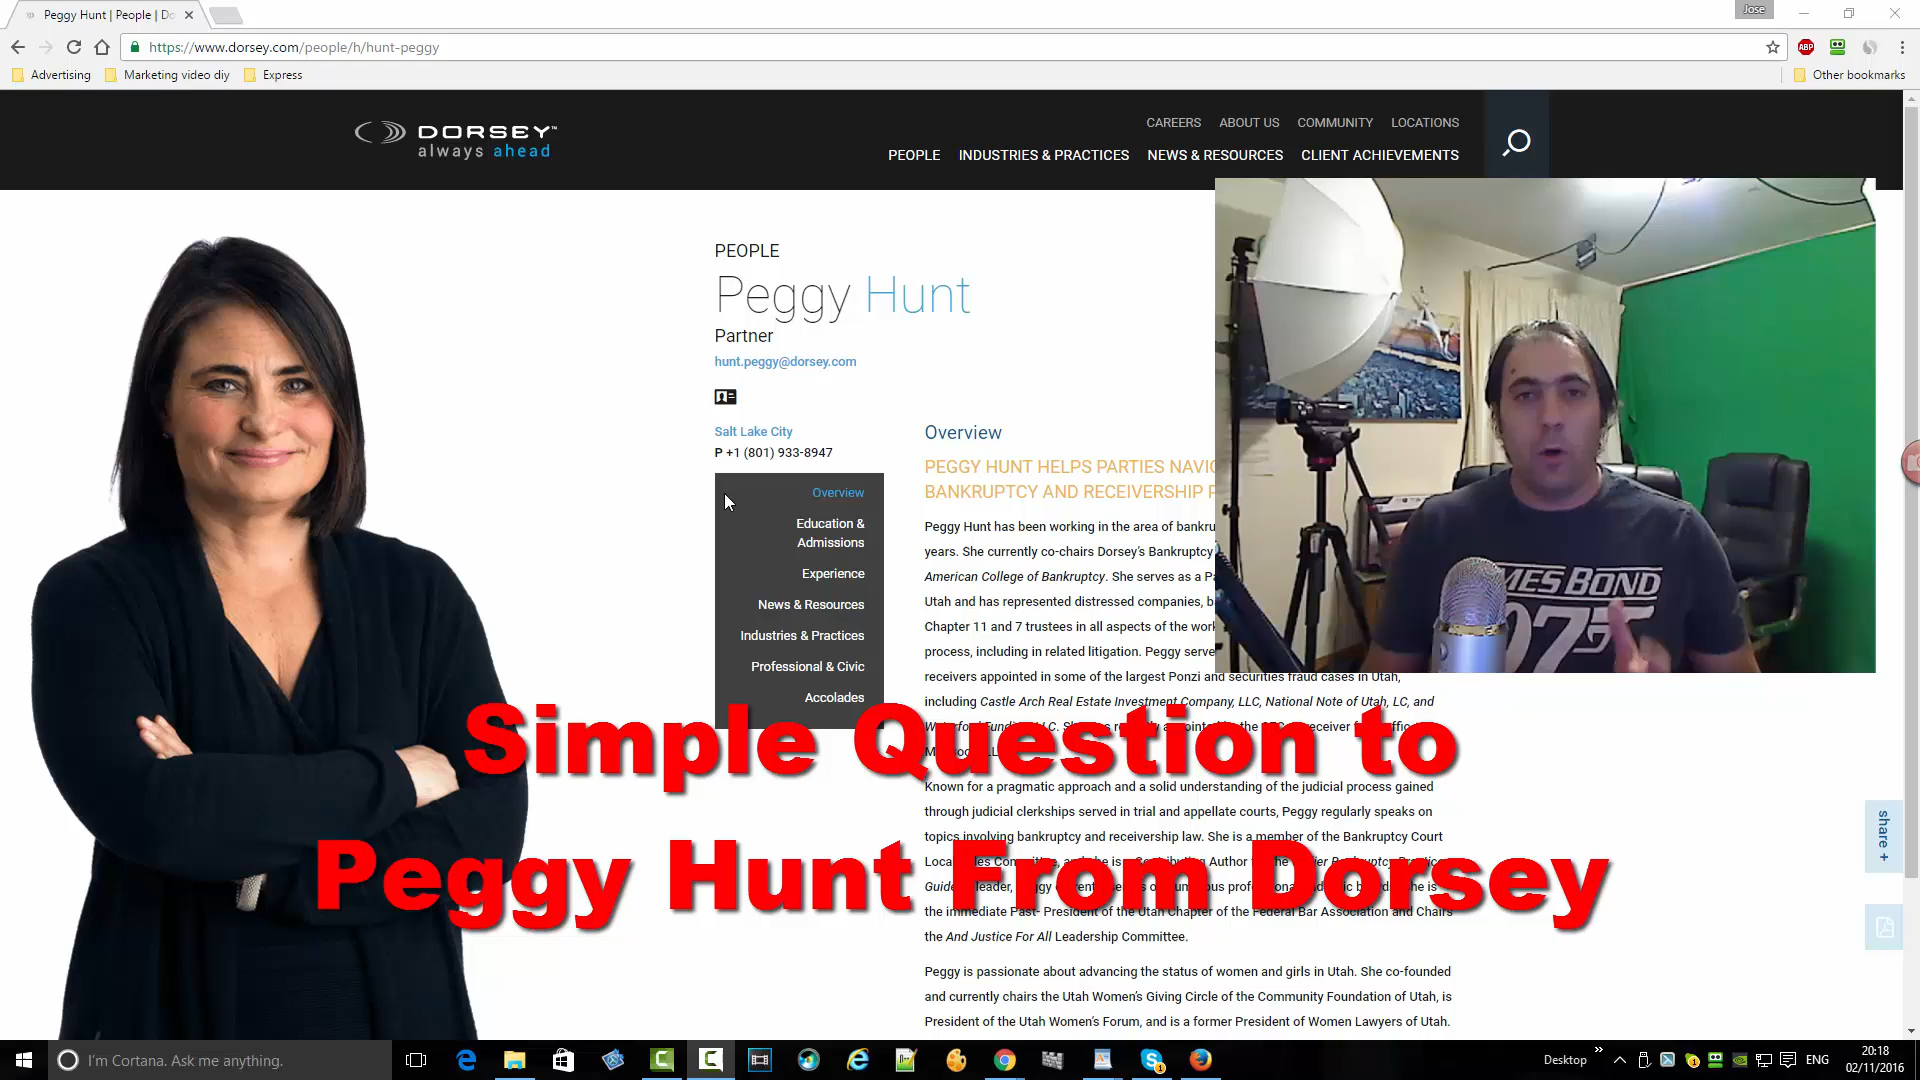 Peggy Hunt | People | Do
Jose
https://www.dorsey.com/people/h/hunt-peggy
ABP
Advertising
Marketing video diy
Express
Other bookmarks
DORSEY™
always ahead
CAREERS ABOUT US COMMUNITY LOCATIONS
PEOPLE INDUSTRIES & PRACTICES NEWS & RESOURCES CLIENT ACHIEVEMENTS
PEOPLE
Peggy Hunt
Partner
hunt.peggy@dorsey.com
Salt Lake City
P +1 (801) 933-8947
Overview
Education &
Admissions
Experience
News & Resources
Industries & Practices
Professional & Civic
Accolades
Overview
PEGGY HUNT HELPS PARTIES NAVIG
BANKRUPTCY AND RECEIVERSHIP P
Peggy Hunt has been working in the area of bankru
years. She currently co-chairs Dorsey's Bankruptcy
American College of Bankruptcy. She serves as a Pa
Utah and has represented distressed companies, b
Chapter 11 and 7 trustees in all aspects of the work
process, including in related litigation. Peggy serve
receivers appointed in some of the largest Ponzi and securities fraud cases in Utah,
including Castle Arch Real Estate Investment Company, LLC, National Note of Utah, LC, and
Known for a pragmatic approach and a solid understanding of the judicial process gained
through judicial clerkships served in trial and appellate courts, Peggy regularly speaks on
topics involving bankruptcy and receivership law. She is a member of the Bankruptcy Court
the immediate Past- President of the Utah Chapter of the Federal Bar Association and Chairs
the And Justice For All Leadership Committee.
Peggy is passionate about advancing the status of women and girls in Utah. She co-founded
and currently chairs the Utah Women's Giving Circle of the Community Foundation of Utah, is
President of the Utah Women's Forum, and is a former President of Women Lawyers of Utah.
MES BOND
007
Simple Question to
Peggy Hunt From Dorsey
share +
I'm Cortana. Ask me anything.
Desktop
ENG
20:18
02/11/2016